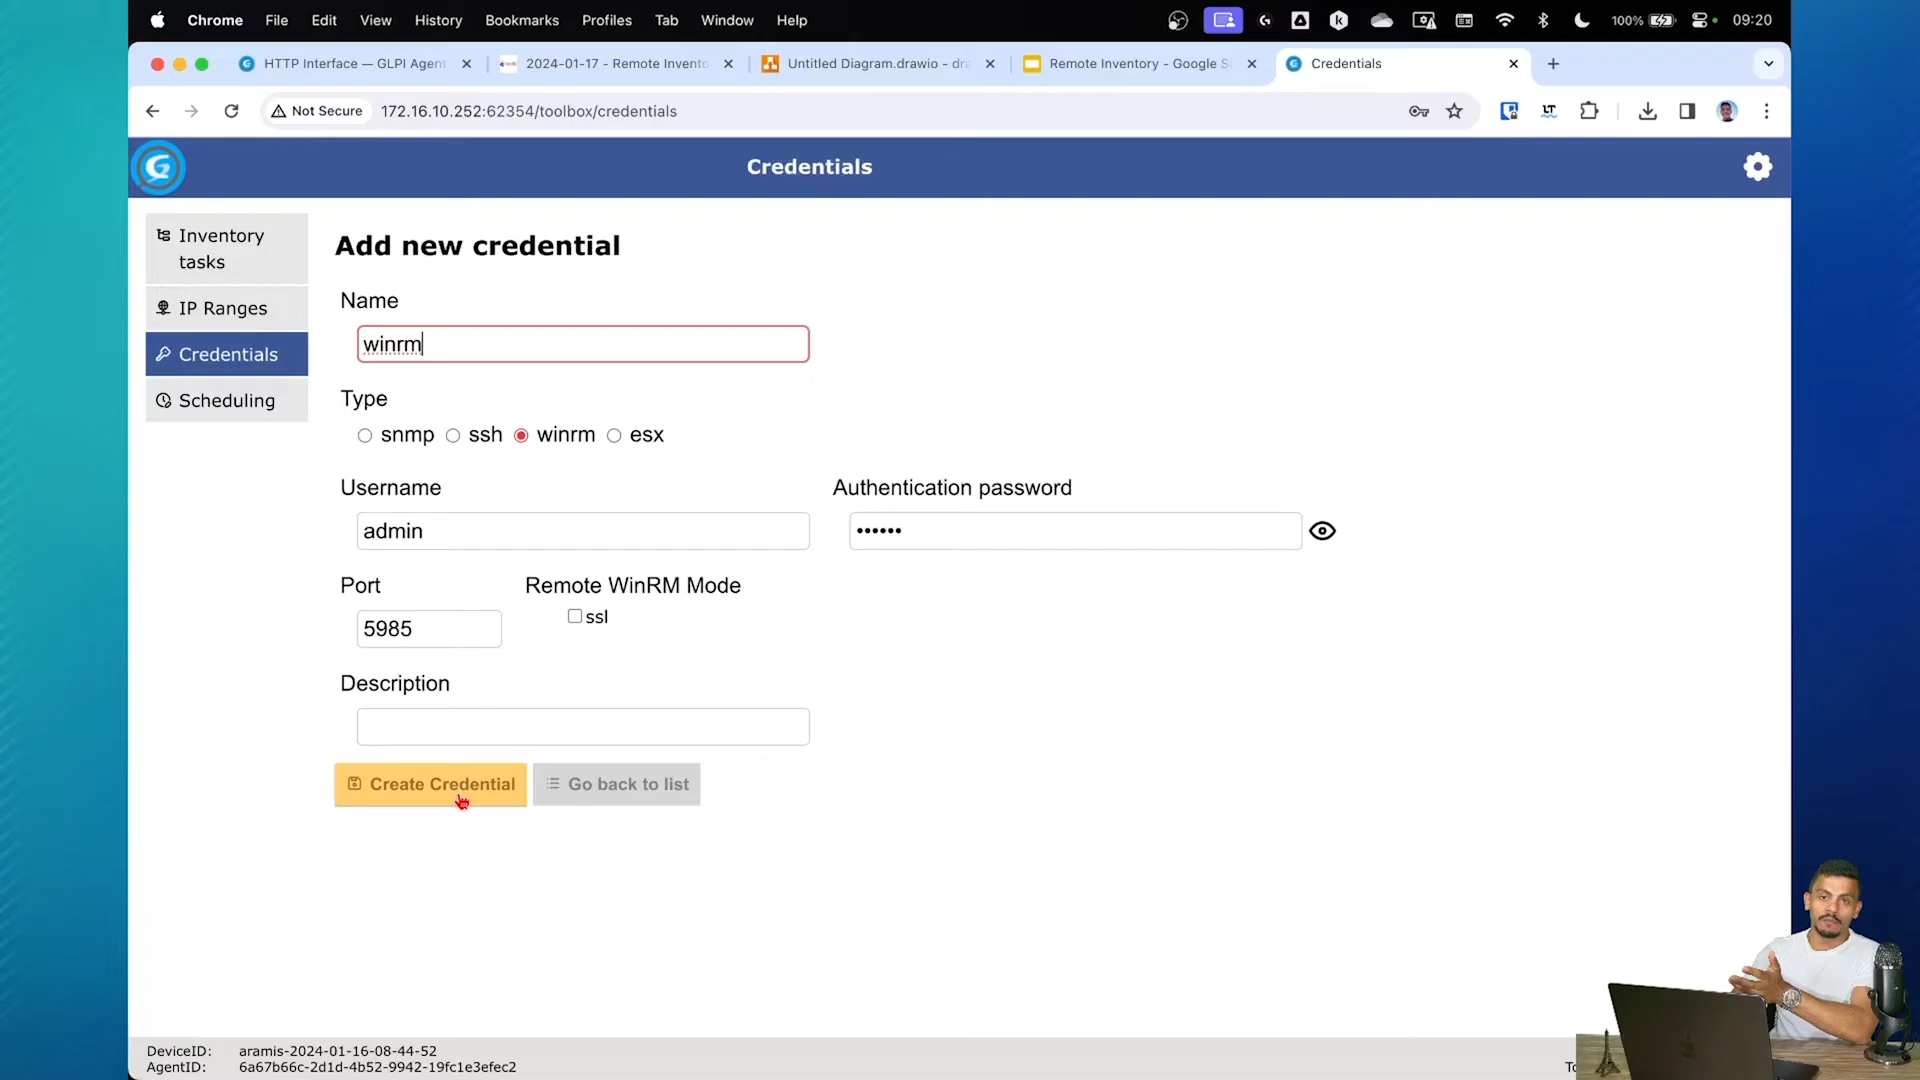 Chrome File Edit View History Bookmarks Profiles Tab Window Help 100% 09:20
HTTP Interface — GLPI Agent
2024-01-17 - Remote Invento
Untitled Diagram.drawio - dra
Remote Inventory - Google S
Credentials
Not Secure 172.16.10.252:62354/toolbox/credentials
Credentials
Inventory
tasks
IP Ranges
Credentials
Scheduling
Add new credential
Name
winrm
Type
snmp ssh winrm esx
Username Authentication password
admin ••••••
Port Remote WinRM Mode
5985 ssl
Description
Create Credential Go back to list
DeviceID: aramis-2024-01-16-08-44-52
AgentID: 6a67b66c-2d1d-4b52-9942-19fc1e3efec2